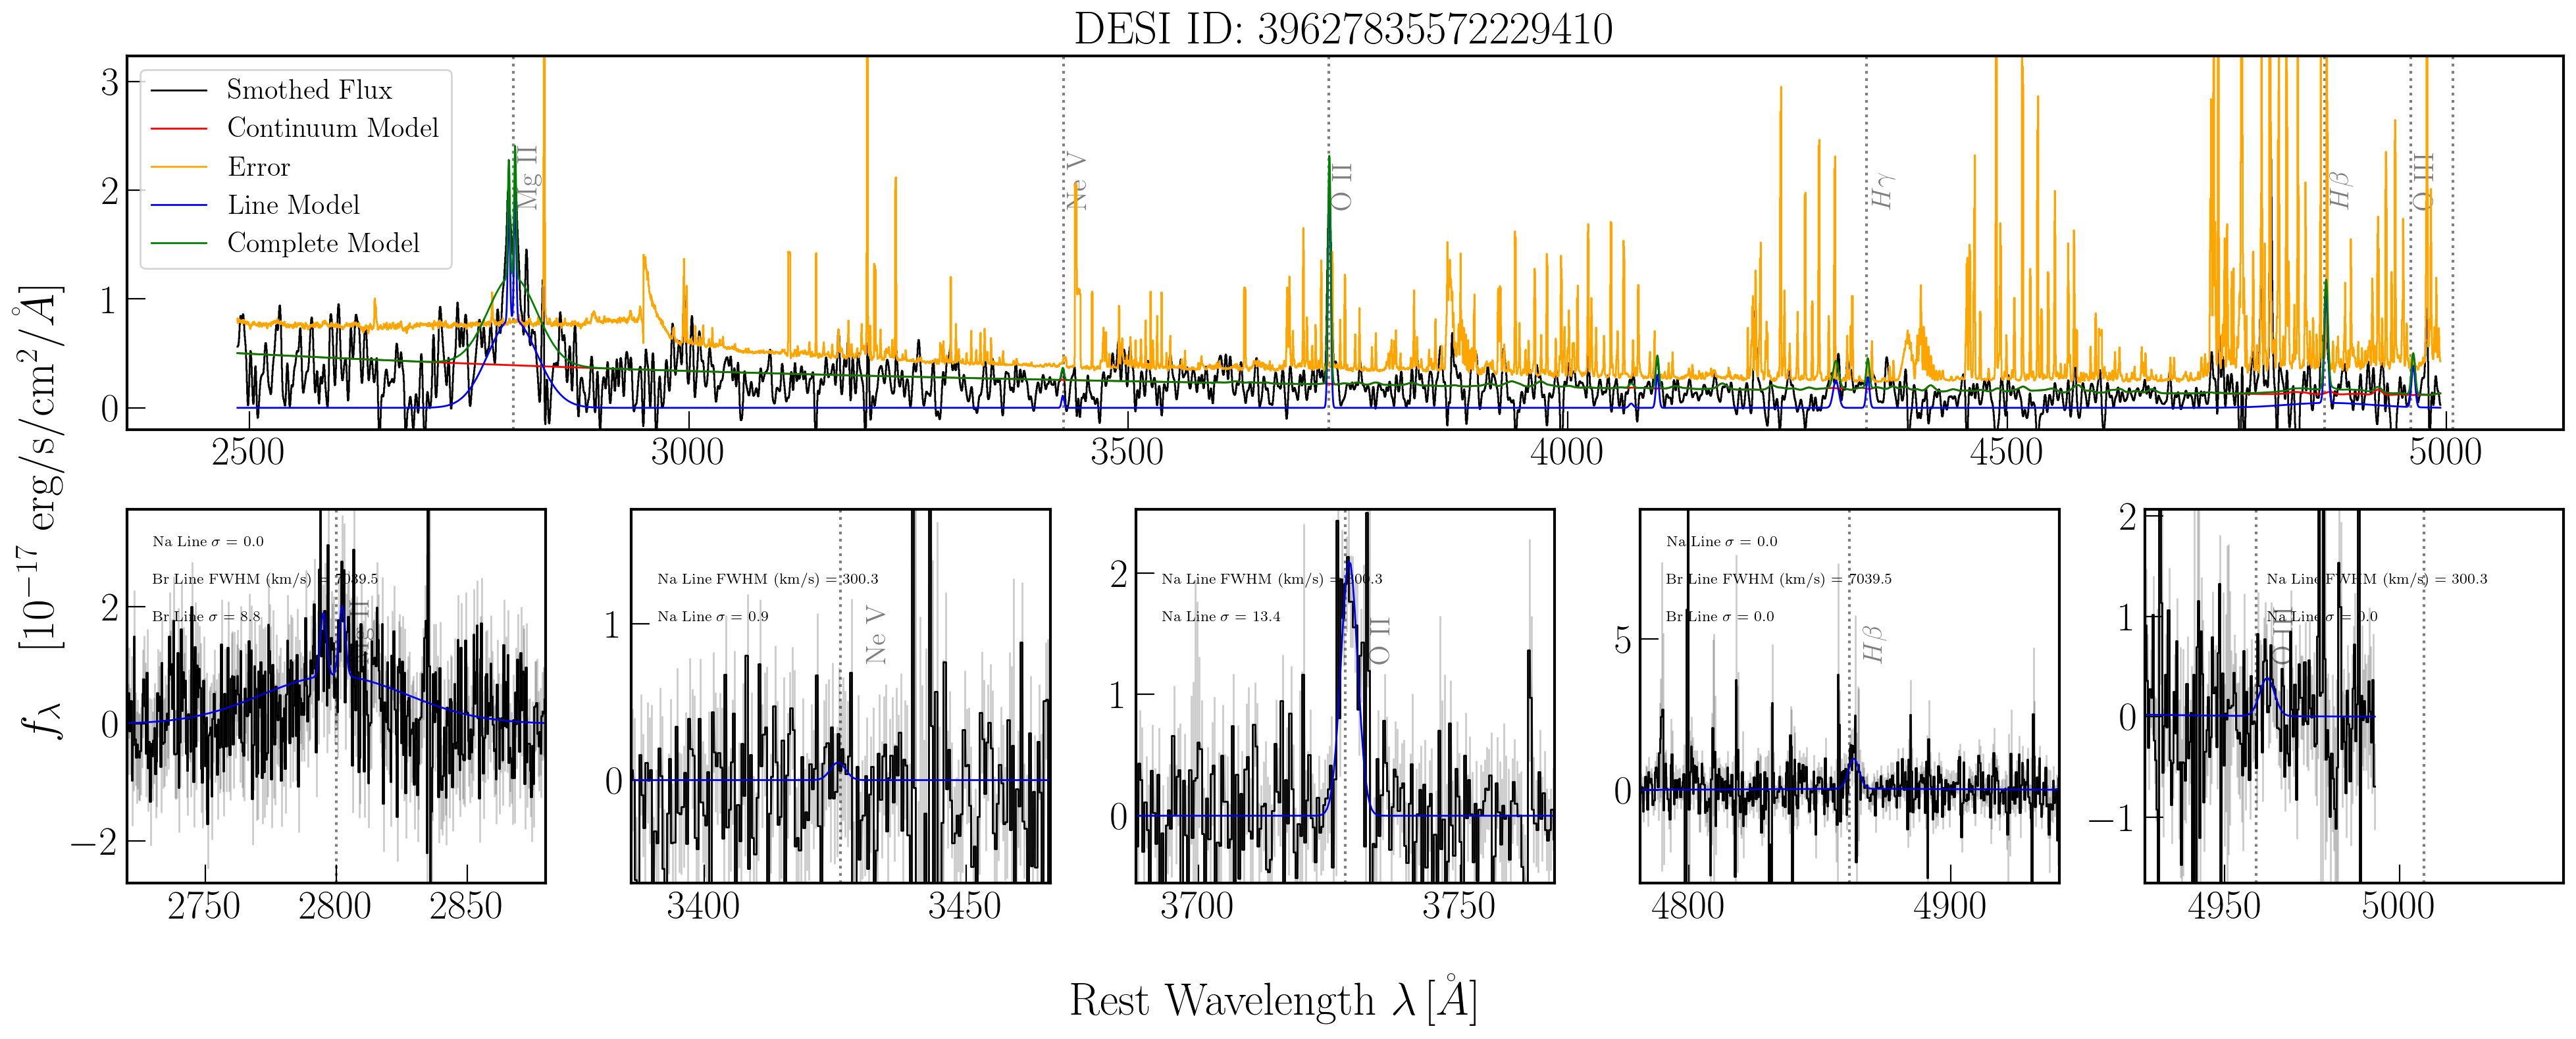 DESI ID: 39627835572229410
Smothed Flux
Continuum Model
Error
Line Model
Complete Model
Mg II
Ne V
O II
Hγ
Hβ
O III
3
2
1
0
2500 3000 3500 4000 4500 5000
f_λ [10^{-17} erg/s/cm^2/Å]
Na Line σ = 0.0
Br Line FWHM (km/s) = 7039.5
Br Line σ = 8.8
2
0
−2
2750 2800 2850
Na Line FWHM (km/s) = 300.3
Na Line σ = 0.9
Ne V
1
0
3400 3450
Na Line FWHM (km/s) = 300.3
Na Line σ = 13.4
O II
2
1
0
3700 3750
Na Line σ = 0.0
Br Line FWHM (km/s) = 7039.5
Br Line σ = 0.0
Hβ
5
0
4800 4900
Na Line FWHM (km/s) = 300.3
Na Line σ = 0.0
O III
2
1
0
−1
4950 5000
Rest Wavelength λ [Å]